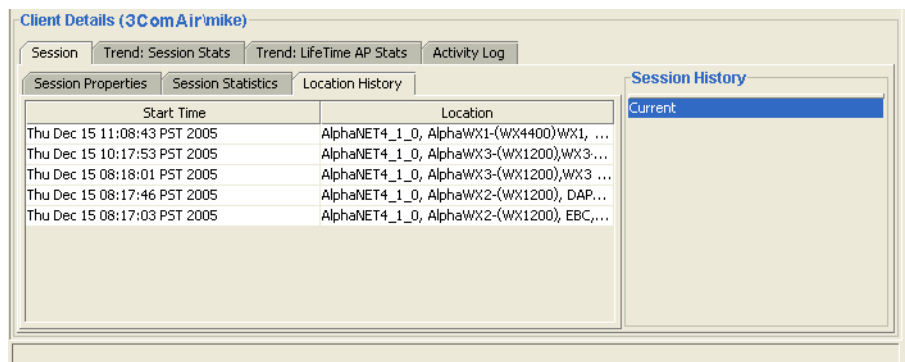 Client Details (3ComAir\mike)
Session Trend: Session Stats Trend: LifeTime AP Stats Activity Log
Session Properties Session Statistics Location History
Start Time Location
Thu Dec 15 11:08:43 PST 2005 AlphaNET4_1_0, AlphaWX1-(WX4400)WX1, ...
Thu Dec 15 10:17:53 PST 2005 AlphaNET4_1_0, AlphaWX3-(WX1200),WX3-...
Thu Dec 15 08:18:01 PST 2005 AlphaNET4_1_0, AlphaWX3-(WX1200),WX3 ...
Thu Dec 15 08:17:46 PST 2005 AlphaNET4_1_0, AlphaWX2-(WX1200), DAP...
Thu Dec 15 08:17:03 PST 2005 AlphaNET4_1_0, AlphaWX2-(WX1200), EBC,...
Session History
Current